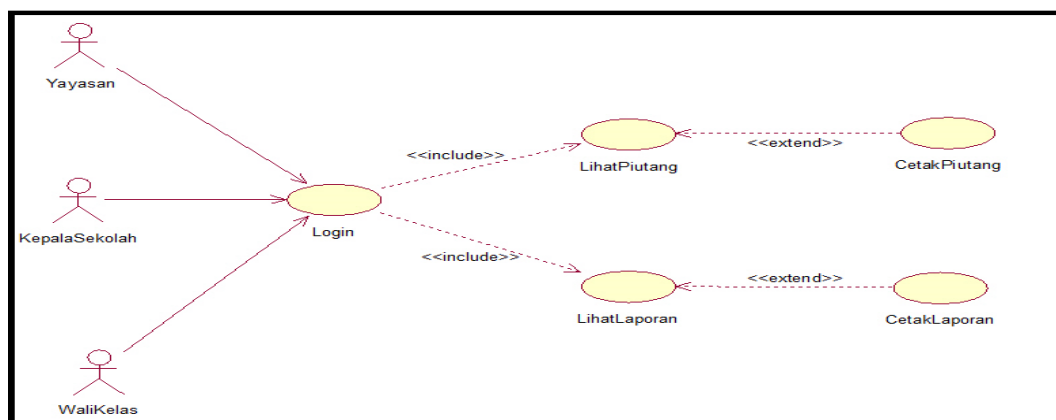 Yayasan
<<include>>
LihatPiutang
<<extend>>
CetakPiutang
KepalaSekolah
Login
<<include>>
LihatLaporan
<<extend>>
CetakLaporan
WaliKelas